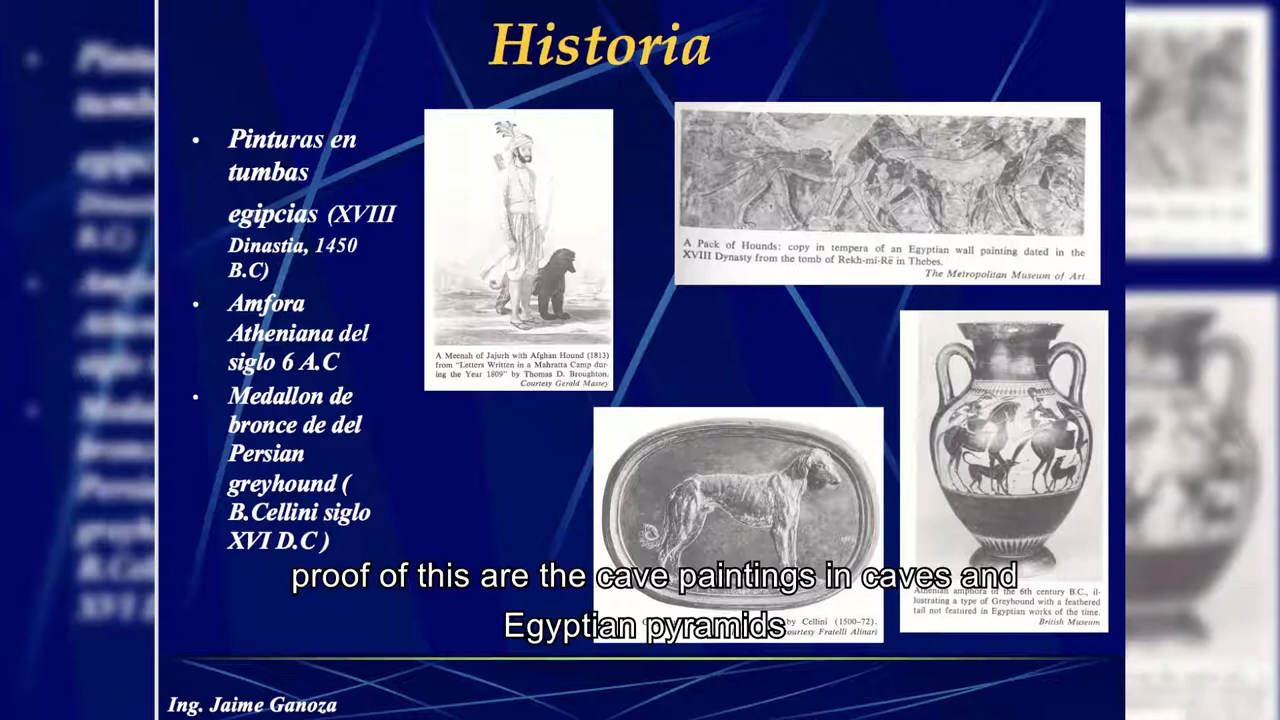 Historia
• Pinturas en
tumbas
egipcias (XVIII
Dinastia, 1450
B.C)
• Amfora
Atheniana del
siglo 6 A.C
• Medallon de
bronce de del
Persian
greyhound (
B.Cellini siglo
XVI D.C )
A Meenah of Jajurh with Afghan Hound (1813)
from "Letters Written in a Mahratta Camp dur-
ing the Year 1809" by Thomas D. Broughton.
Courtesy Gerald Massey
A Pack of Hounds: copy in tempera of an Egyptian wall painting dated in the
XVIII Dynasty from the tomb of Rekh-mi-Rē in Thebes.
The Metropolitan Museum of Art
by Cellini (1500–72).
courtesy Fratelli Alinari
Athenian amphora of the 6th century B.C., il-
lustrating a type of Greyhound with a feathered
tail not featured in Egyptian works of the time.
British Museum
proof of this are the cave paintings in caves and
Egyptian pyramids
Ing. Jaime Ganoza